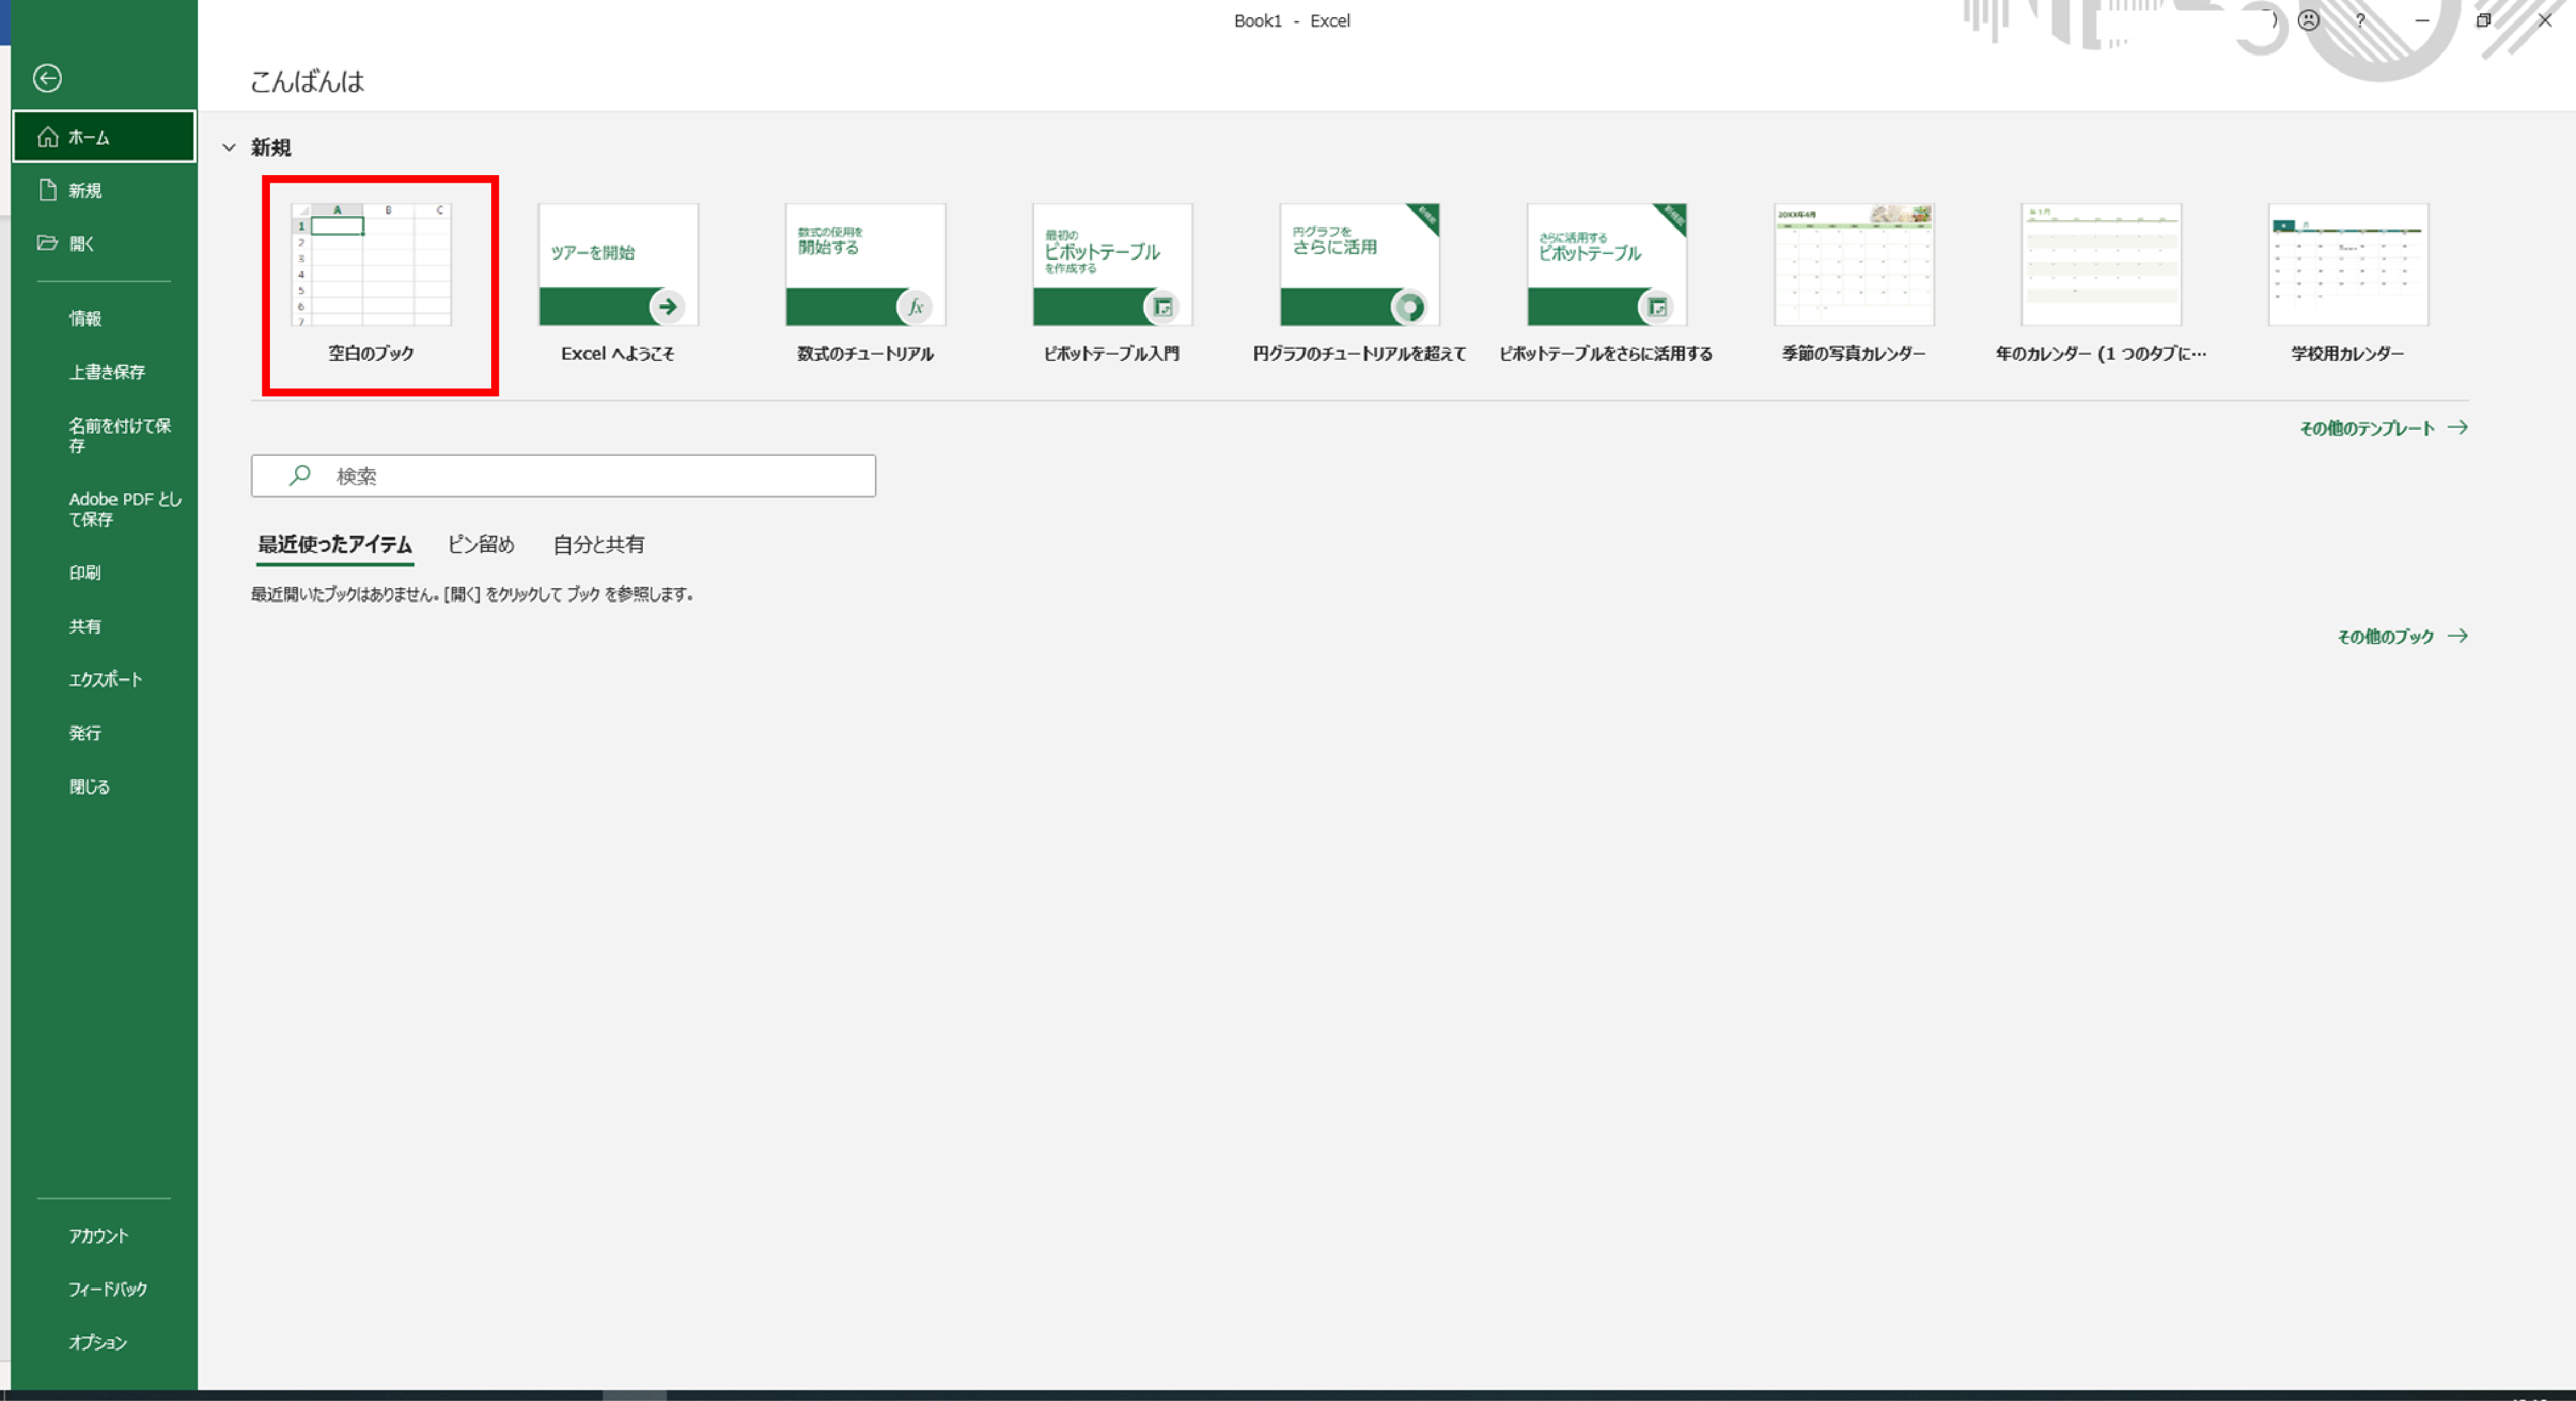 Book1 - Excel
?
こんばんは
ホーム
新規
開く
情報
上書き保存
名前を付けて保
存
Adobe PDF とし
て保存
印刷
共有
エクスポート
発行
閉じる
アカウント
フィードバック
オプション
新規
A B C
1
2
3
4
5
6
7
空白のブック
ツアーを開始
Excel へようこそ
数式の使用を
開始する
fx
数式のチュートリアル
最初の
ピボットテーブル
を作成する
ピボットテーブル入門
円グラフを
さらに活用
円グラフのチュートリアルを超えて
さらに活用する
ピボットテーブル
ピボットテーブルをさらに活用する
20XX年4月
季節の写真カレンダー
年のカレンダー (1 つのタブに…
学校用カレンダー
その他のテンプレート
検索
最近使ったアイテム ピン留め 自分と共有
最近開いたブックはありません。[開く] をクリックして ブック を参照します。
その他のブック